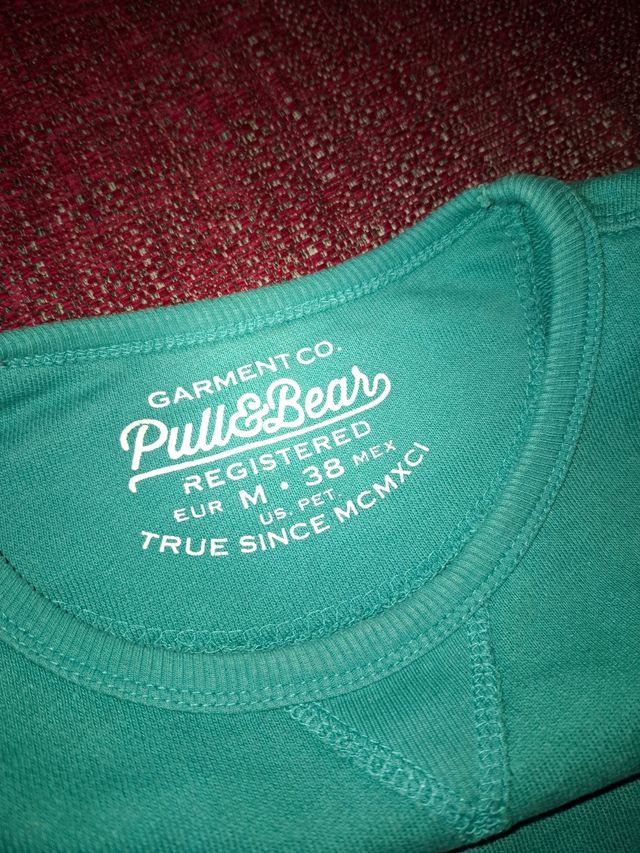 GARMENT CO.
Pull&Bear
REGISTERED
EUR M • 38 MEX
US. PET.
TRUE SINCE MCMXCI